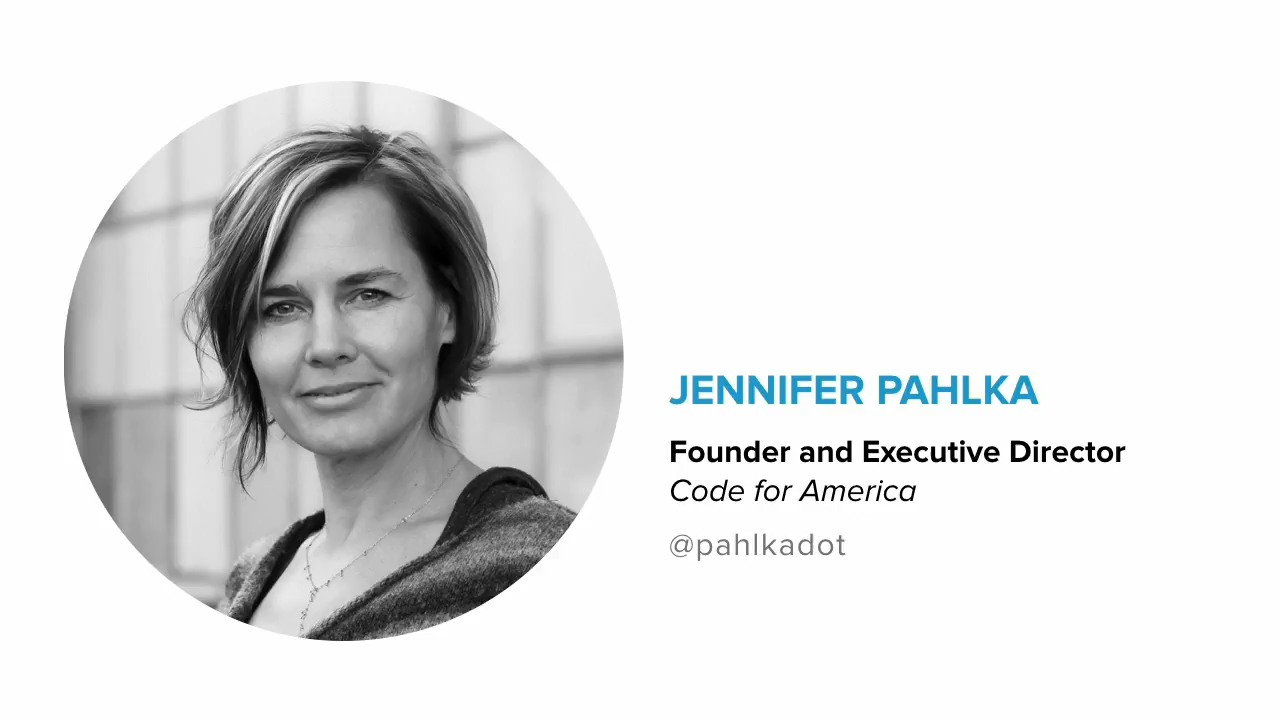 JENNIFER PAHLKA
Founder and Executive Director
Code for America
@pahlkadot